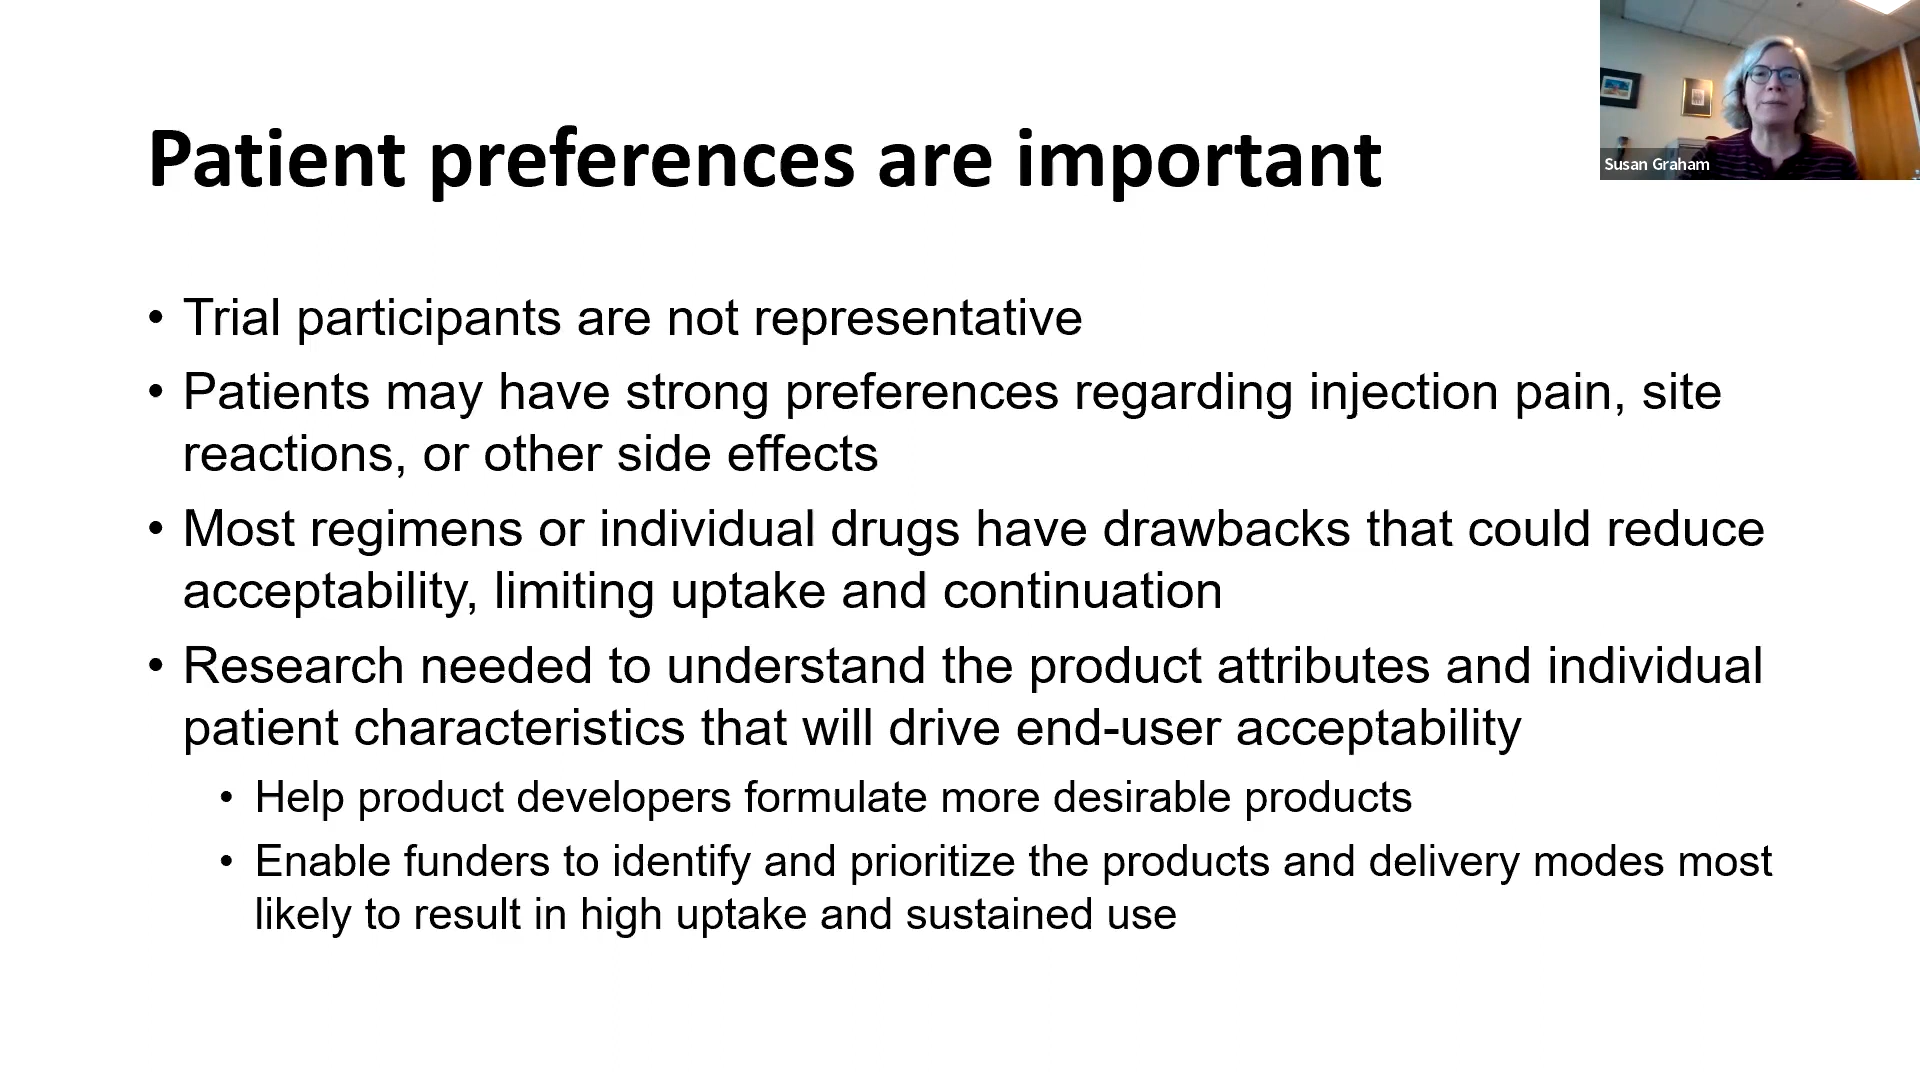 Patient preferences are important
Susan Graham
• Trial participants are not representative
• Patients may have strong preferences regarding injection pain, site
reactions, or other side effects
• Most regimens or individual drugs have drawbacks that could reduce
acceptability, limiting uptake and continuation
• Research needed to understand the product attributes and individual
patient characteristics that will drive end-user acceptability
• Help product developers formulate more desirable products
• Enable funders to identify and prioritize the products and delivery modes most
likely to result in high uptake and sustained use